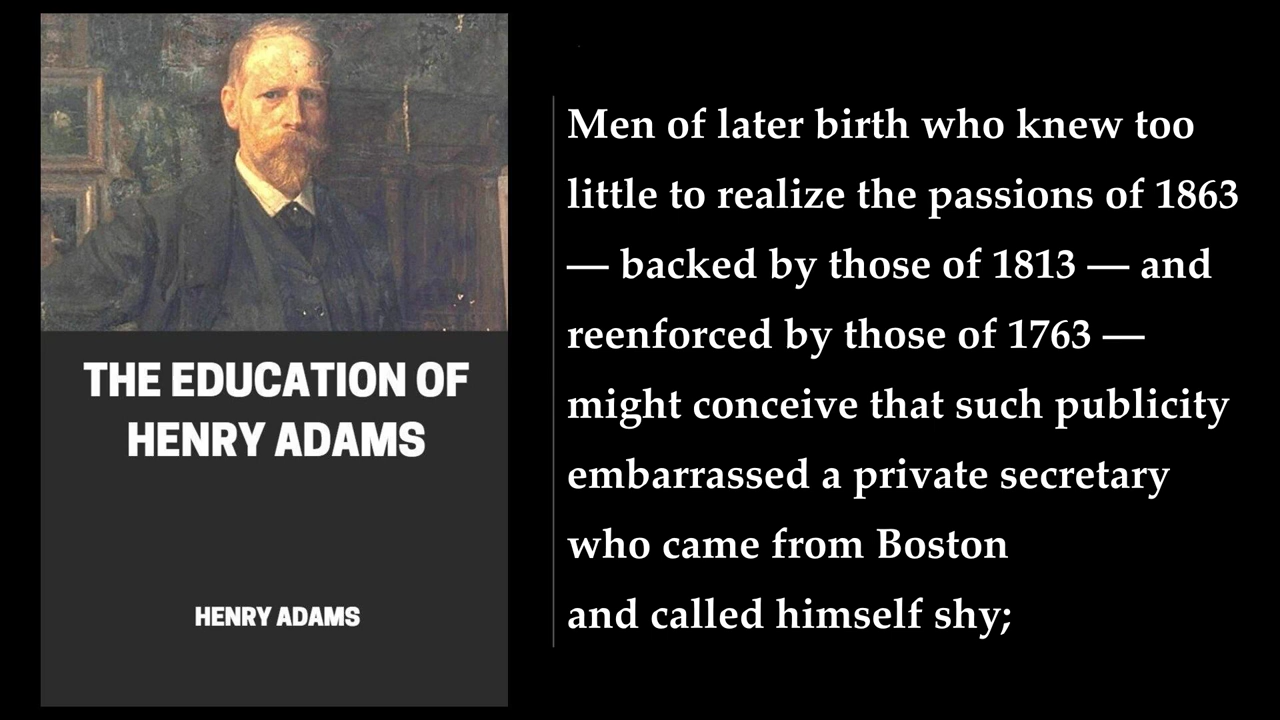 THE EDUCATION OF
HENRY ADAMS
HENRY ADAMS
Men of later birth who knew too
little to realize the passions of 1863
— backed by those of 1813 — and
reenforced by those of 1763 —
might conceive that such publicity
embarrassed a private secretary
who came from Boston
and called himself shy;